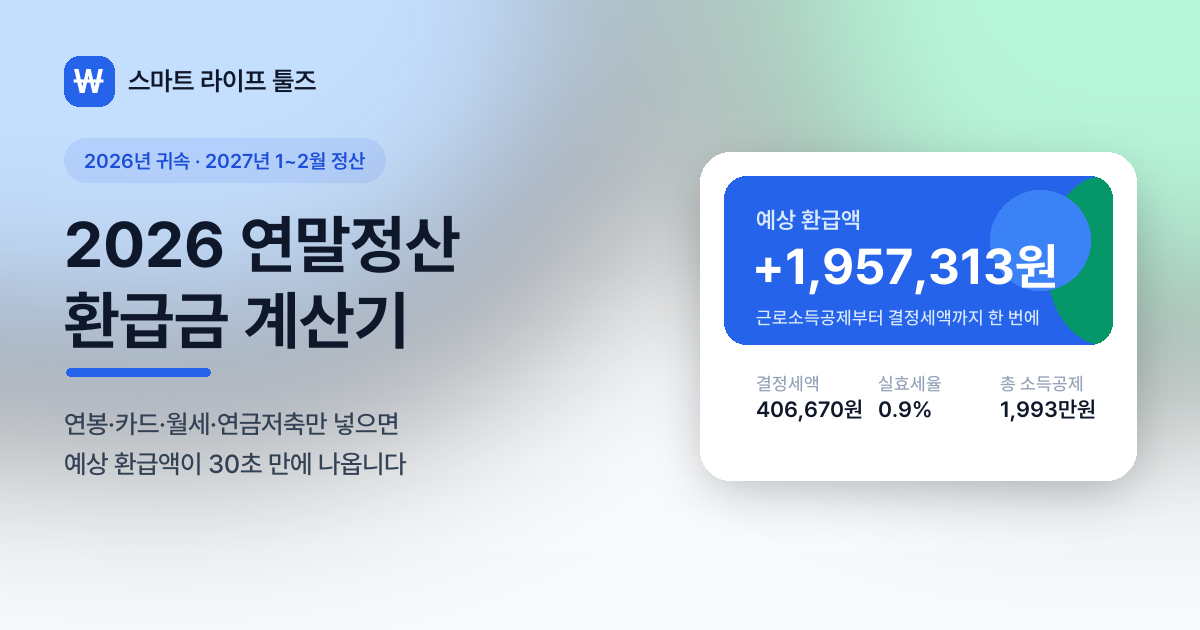 ₩ 스마트 라이프 툴즈
2026년 귀속 · 2027년 1~2월 정산
2026 연말정산
환급금 계산기
연봉·카드·월세·연금저축만 넣으면
예상 환급액이 30초 만에 나옵니다
예상 환급액
+1,957,313원
근로소득공제부터 결정세액까지 한 번에
결정세액 실효세율 총 소득공제
406,670원 0.9% 1,993만원